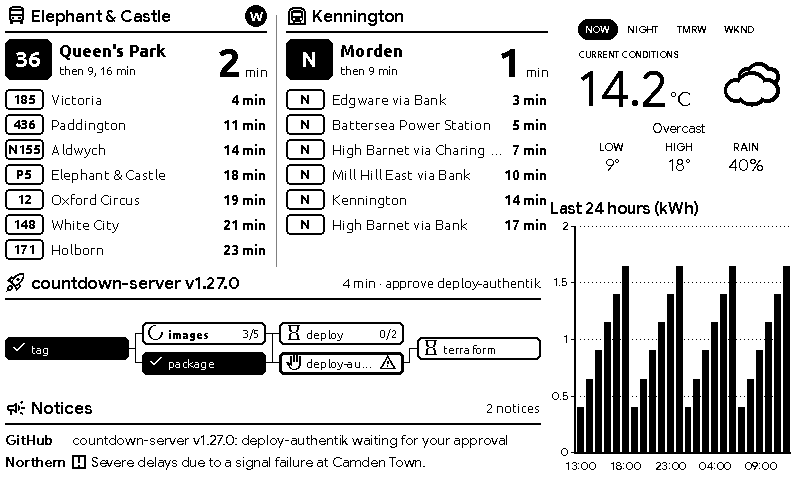 Elephant & Castle W
36 Queen's Park 2 min
then 9, 16 min
185 Victoria 4 min
436 Paddington 11 min
N155 Aldwych 14 min
P5 Elephant & Castle 18 min
12 Oxford Circus 19 min
148 White City 21 min
171 Holborn 23 min
Kennington
N Morden 1 min
then 9 min
N Edgware via Bank 3 min
N Battersea Power Station 5 min
N High Barnet via Charing ... 7 min
N Mill Hill East via Bank 10 min
N Kennington 14 min
N High Barnet via Bank 17 min
NOW NIGHT TMRW WKND
CURRENT CONDITIONS
14.2°C
Overcast
LOW HIGH RAIN
9° 18° 40%
countdown-server v1.27.0 4 min · approve deploy-authentik
images 3/5 deploy 0/2
tag terraform
package deploy-au...
Notices 2 notices
GitHub countdown-server v1.27.0: deploy-authentik waiting for your approval
Northern Severe delays due to a signal failure at Camden Town.
Last 24 hours (kWh)
2
1.5
1
0.5
0
13:00 18:00 23:00 04:00 09:00